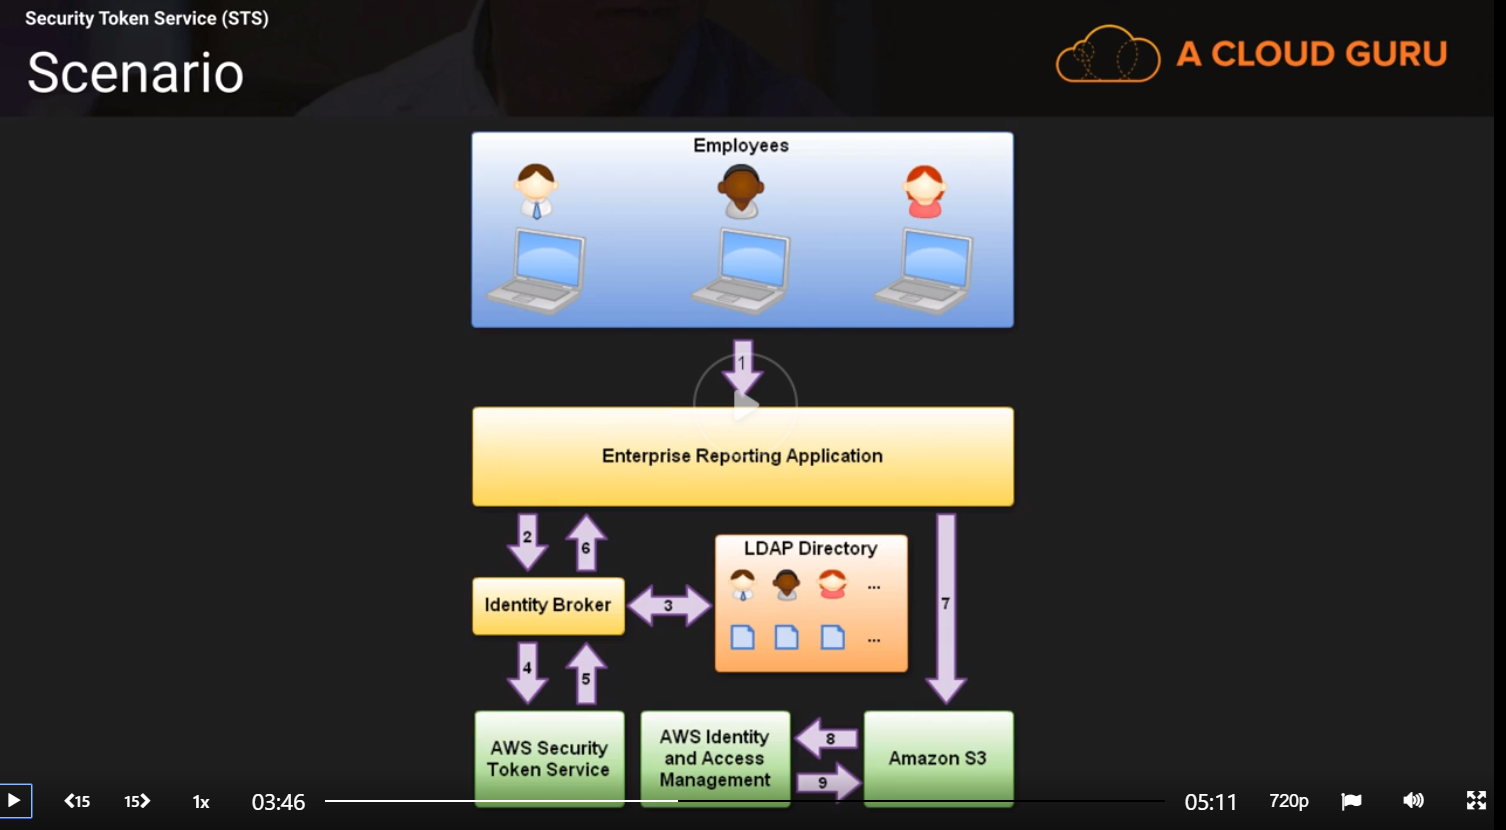 Security Token Service (STS)
Scenario
A CLOUD GURU
Employees
1
Enterprise Reporting Application
2
6
LDAP Directory
...
Identity Broker
3
7
...
4
5
AWS Security
Token Service
AWS Identity
and Access
Management
8
9
Amazon S3
15
15
1x
03:46
05:11
720p